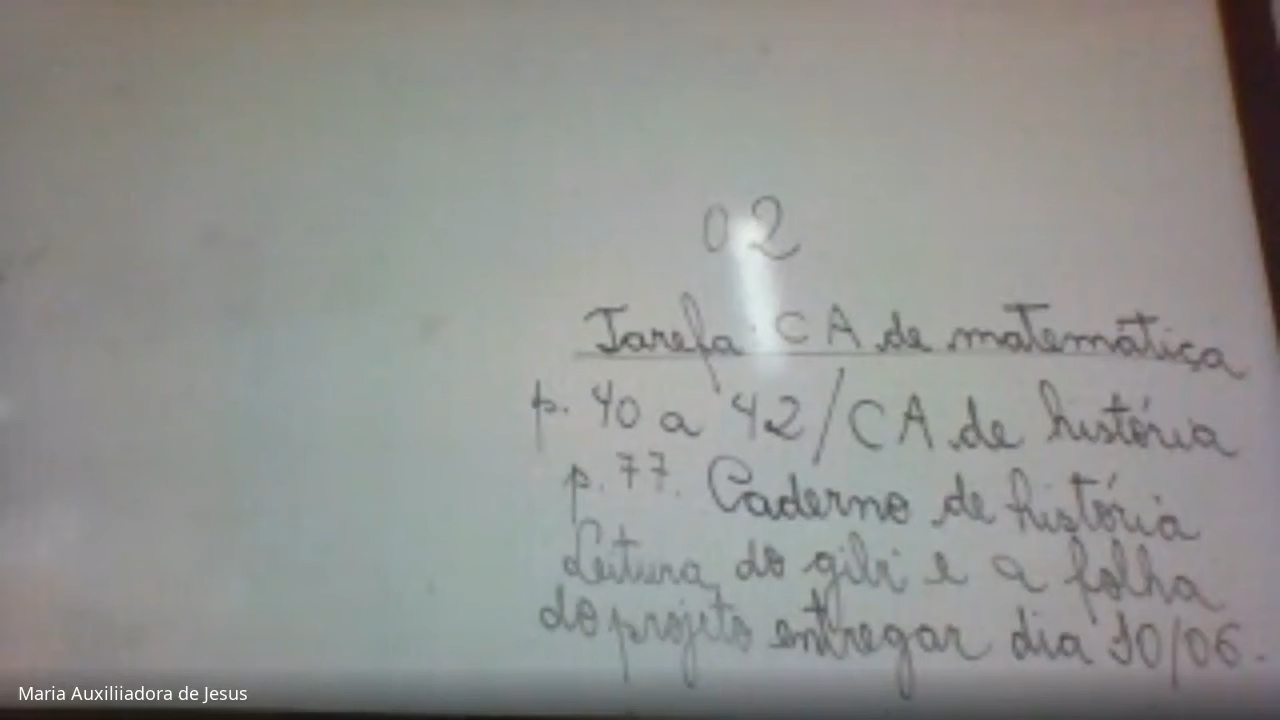 02
Tarefa: CA de matemática
p. 40 a 42/CA de história
p. 77. Caderno de história
Leitura do gibi e a folha
do projeto entregar dia 10/06.
Maria Auxiliiadora de Jesus